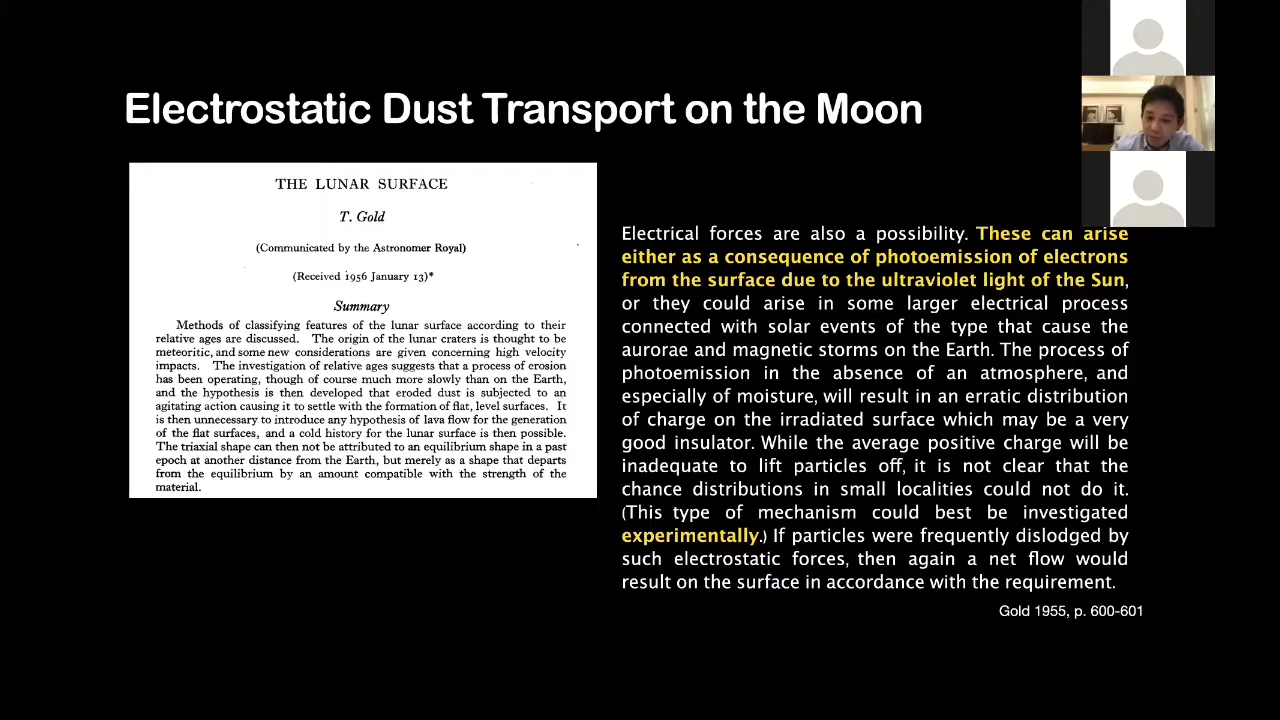 Electrostatic Dust Transport on the Moon
THE LUNAR SURFACE
T. Gold
(Communicated by the Astronomer Royal)
(Received 1956 January 13)*
Summary
Methods of classifying features of the lunar surface according to their
relative ages are discussed. The origin of the lunar craters is thought to be
meteoritic, and some new considerations are given concerning high velocity
impacts. The investigation of relative ages suggests that a process of erosion
has been operating, though of course much more slowly than on the Earth,
and the hypothesis is then developed that eroded dust is subjected to an
agitating action causing it to settle with the formation of flat, level surfaces. It
is then unnecessary to introduce any hypothesis of lava flow for the generation
of the flat surfaces, and a cold history for the lunar surface is then possible.
The triaxial shape can then not be attributed to an equilibrium shape in a past
epoch at another distance from the Earth, but merely as a shape that departs
from the equilibrium by an amount compatible with the strength of the
material.
Electrical forces are also a possibility. These can arise
either as a consequence of photoemission of electrons
from the surface due to the ultraviolet light of the Sun,
or they could arise in some larger electrical process
connected with solar events of the type that cause the
aurorae and magnetic storms on the Earth. The process of
photoemission in the absence of an atmosphere, and
especially of moisture, will result in an erratic distribution
of charge on the irradiated surface which may be a very
good insulator. While the average positive charge will be
inadequate to lift particles off, it is not clear that the
chance distributions in small localities could not do it.
(This type of mechanism could best be investigated
experimentally.) If particles were frequently dislodged by
such electrostatic forces, then again a net flow would
result on the surface in accordance with the requirement.
Gold 1955, p. 600-601